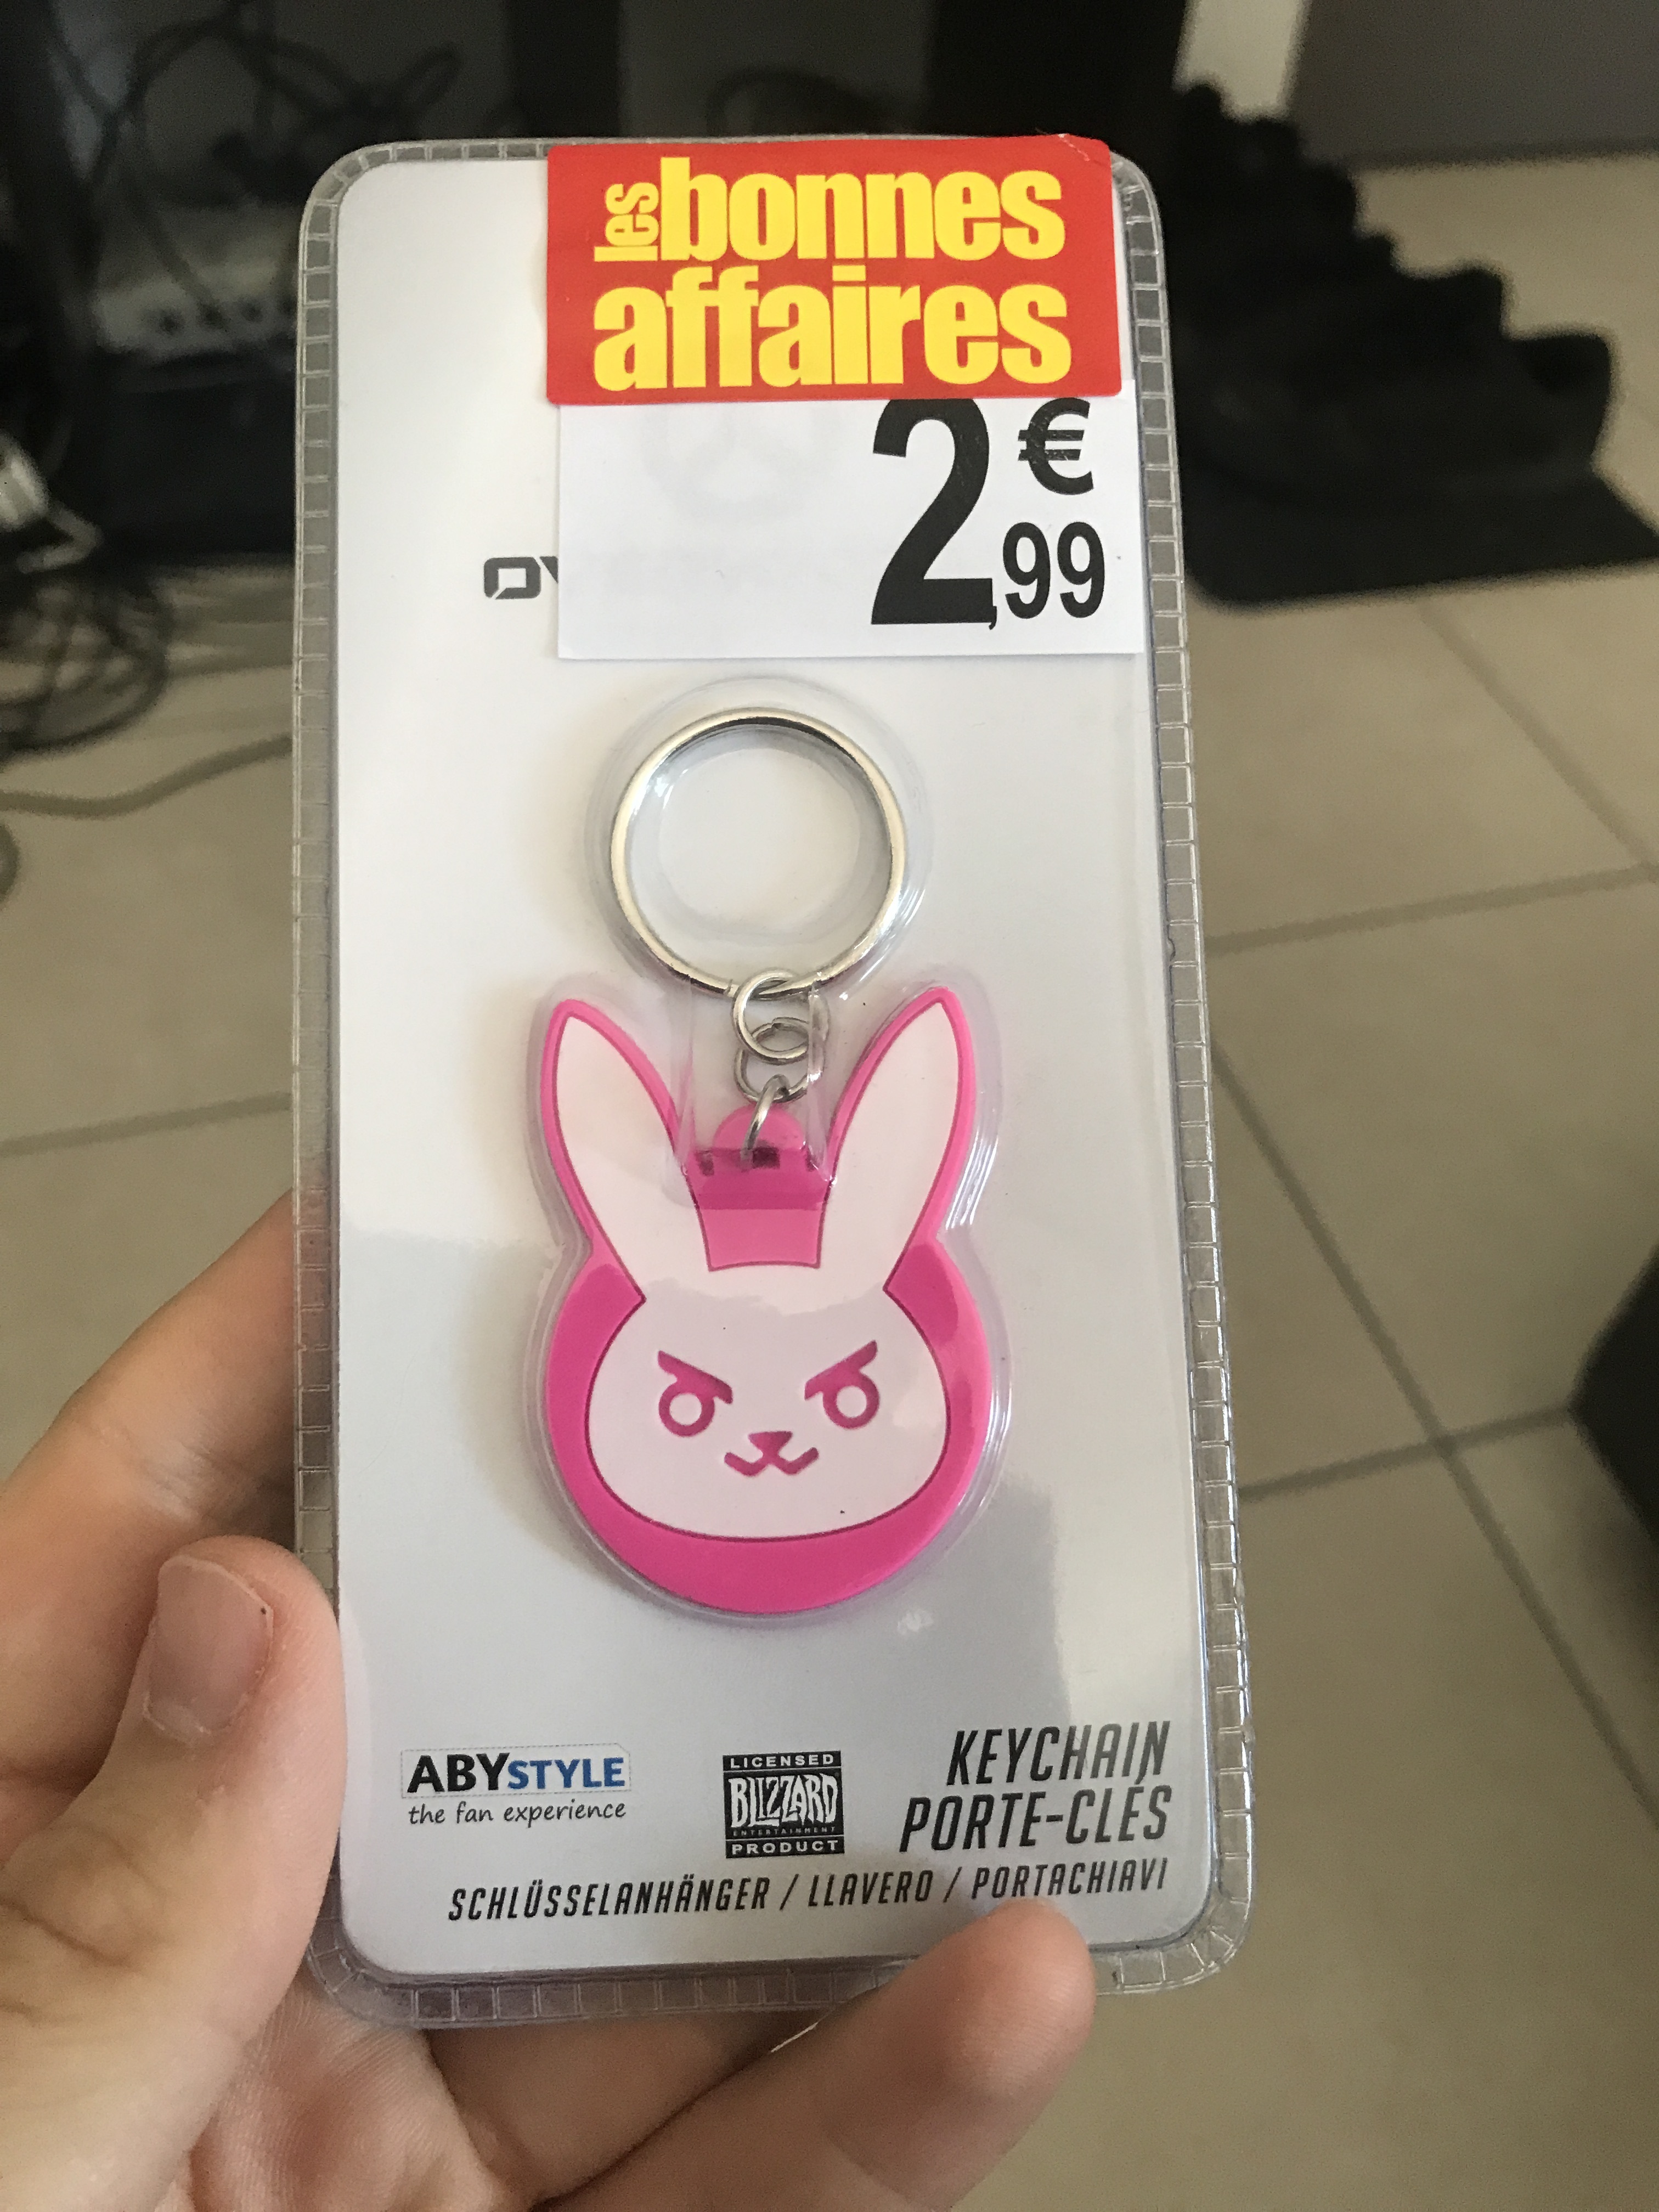 les bonnes
affaires
2€,99
OV
ABYSTYLE
the fan experience
LICENSED
BLIZZARD
ENTERTAINMENT
PRODUCT
KEYCHAIN
PORTE-CLÉS
SCHLÜSSELANHÄNGER / LLAVERO / PORTACHIAVI